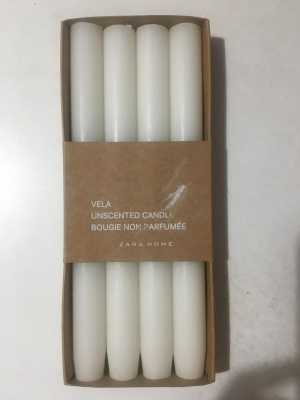 VELA
UNSCENTED CANDLE
BOUGIE NON PARFUMÉE
ZARA HOME